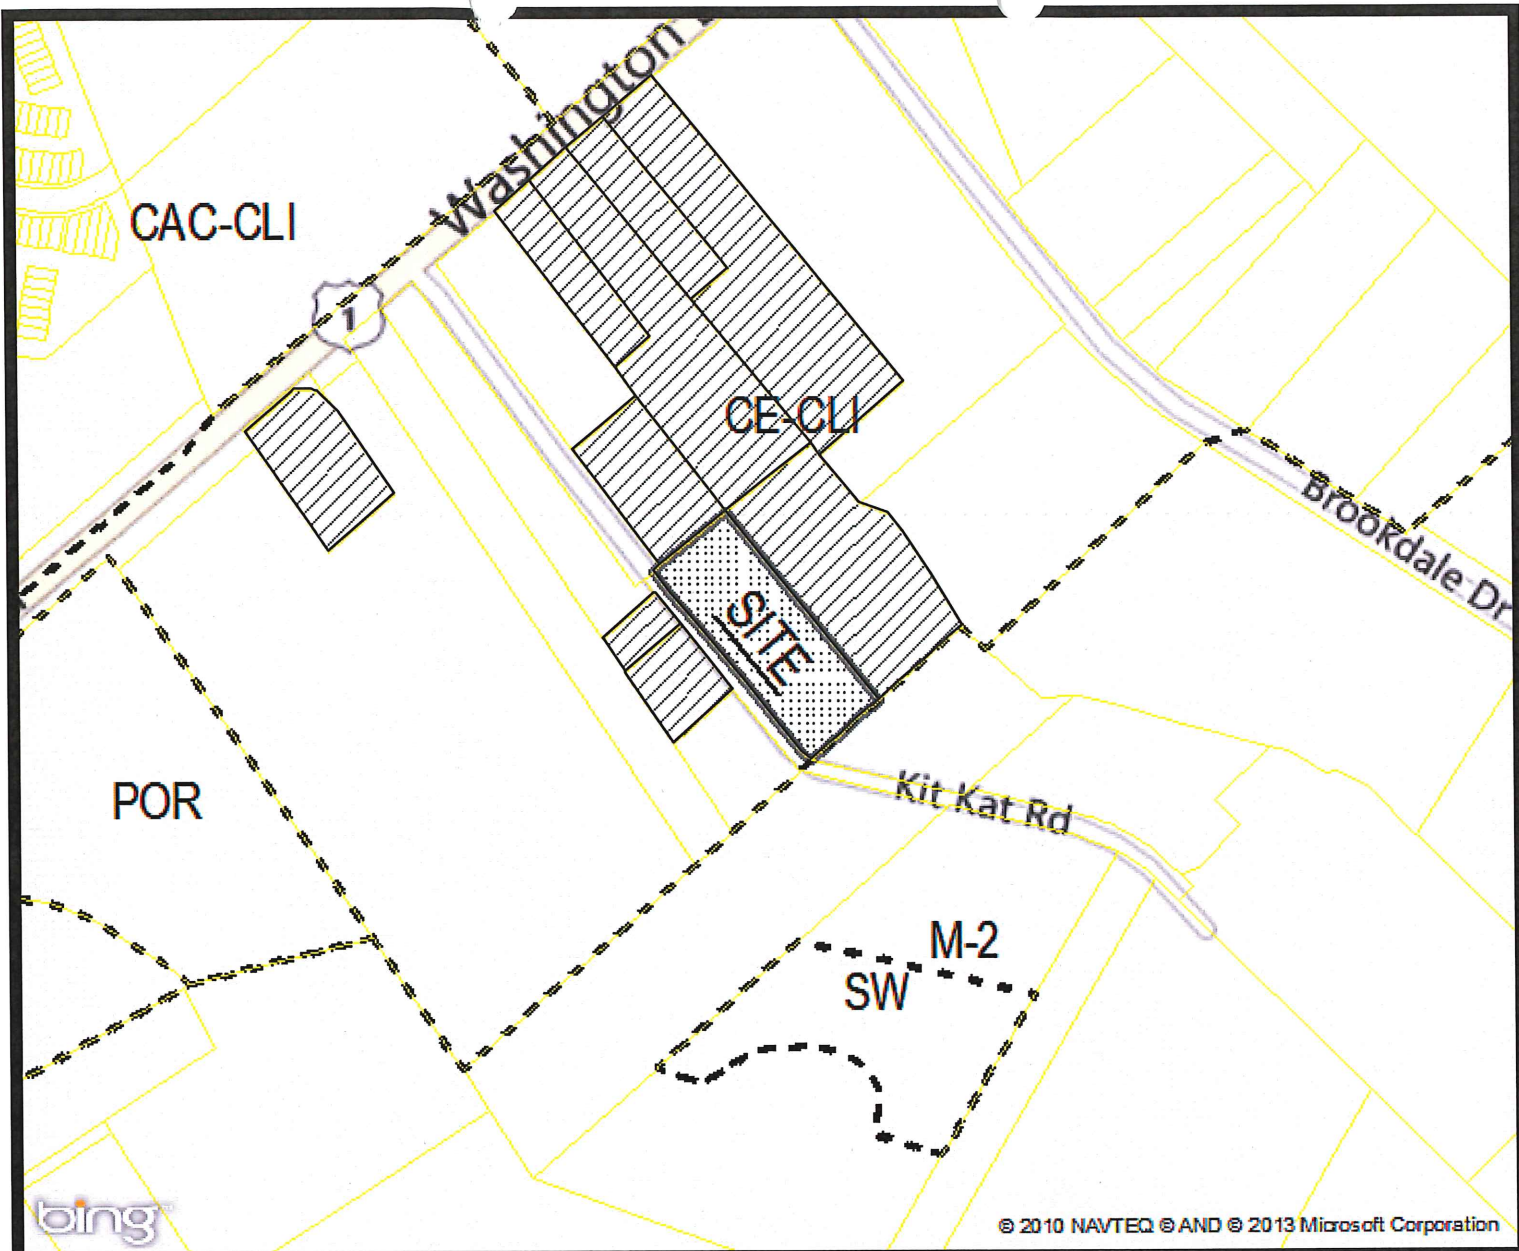 Washington
CAC-CLI
1
CE-CLI
Brookdale Dr
SITE
POR
Kit Kat Rd
M-2
SW
bing
© 2010 NAVTEQ © AND © 2013 Microsoft Corporation